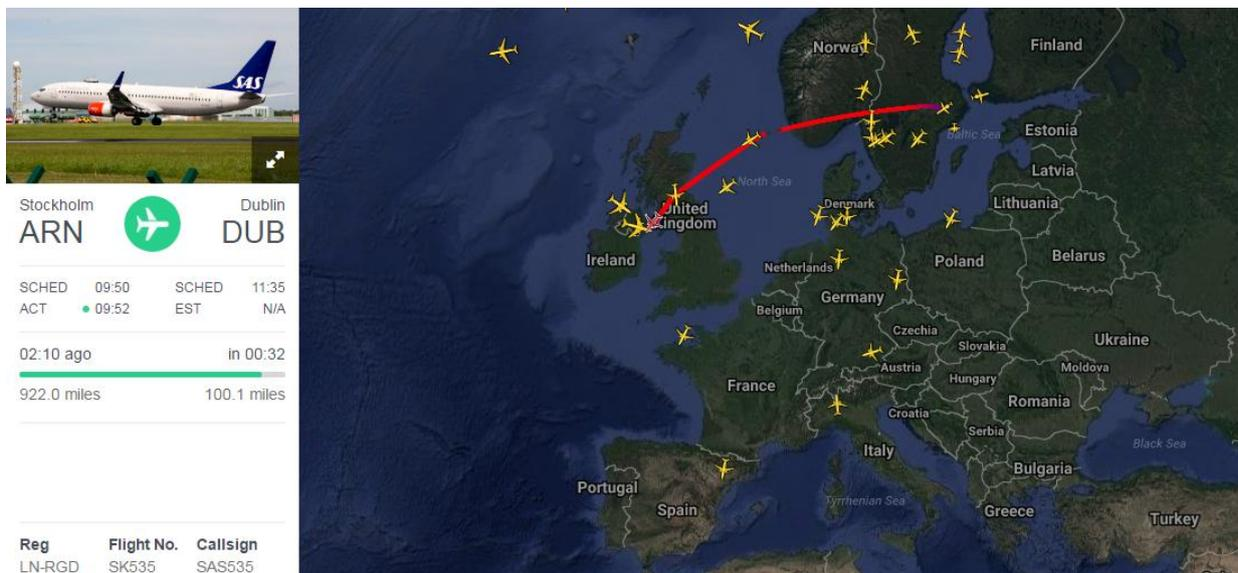 SAS
Stockholm
Dublin
ARN
DUB
SCHED 09:50 SCHED 11:35
ACT 09:52 EST N/A
02:10 ago in 00:32
922.0 miles 100.1 miles
Reg Flight No. Callsign
LN-RGD SK535 SAS535
Norway
Finland
Estonia
Baltic Sea
Latvia
North Sea
Lithuania
Denmark
United
Kingdom
Ireland
Belarus
Poland
Netherlands
Germany
Belgium
Czechia
Ukraine
Slovakia
Austria
Moldova
Hungary
France
Romania
Croatia
Serbia
Black Sea
Italy
Bulgaria
Portugal
Tyrrhenian Sea
Spain
Greece
Turkey